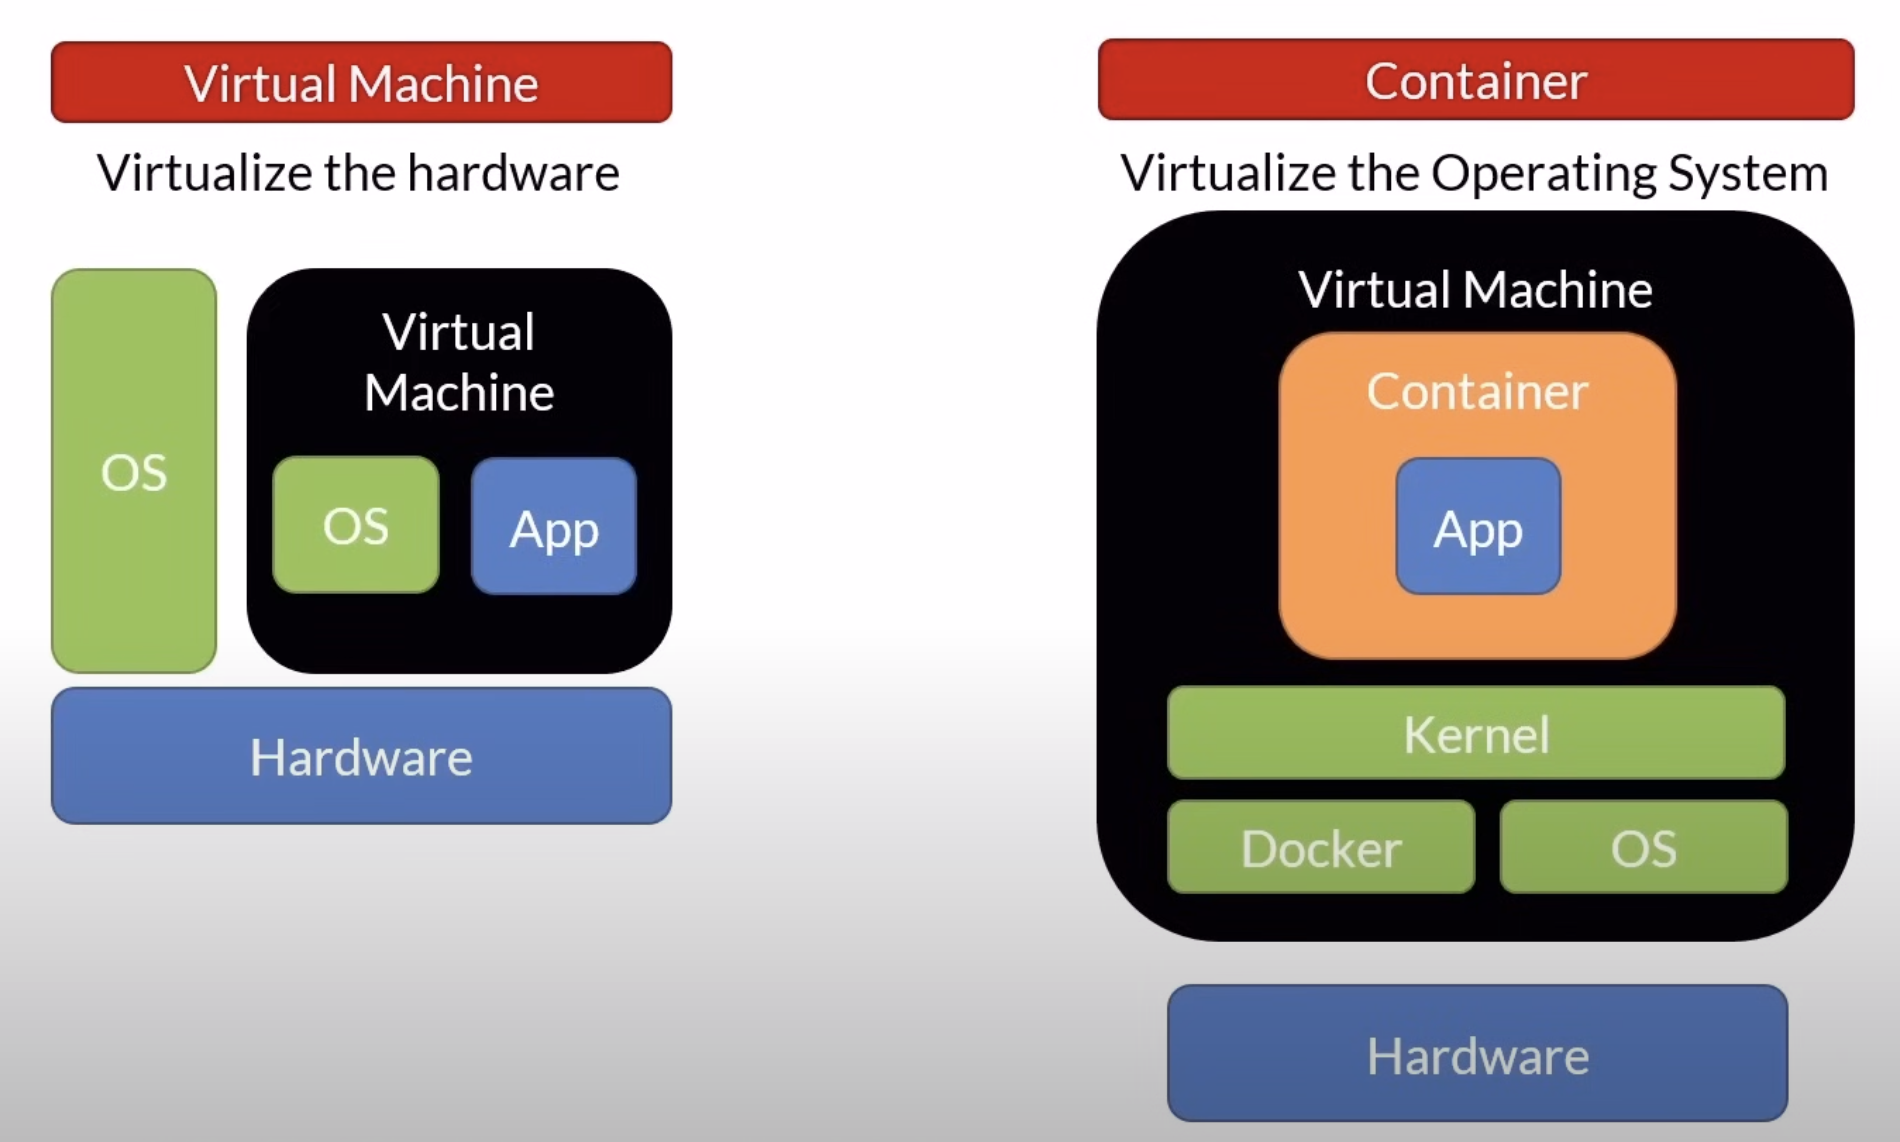 Virtual Machine
Virtualize the hardware
OS
Virtual
Machine
OS
App
Hardware
Container
Virtualize the Operating System
Virtual Machine
Container
App
Kernel
Docker
OS
Hardware